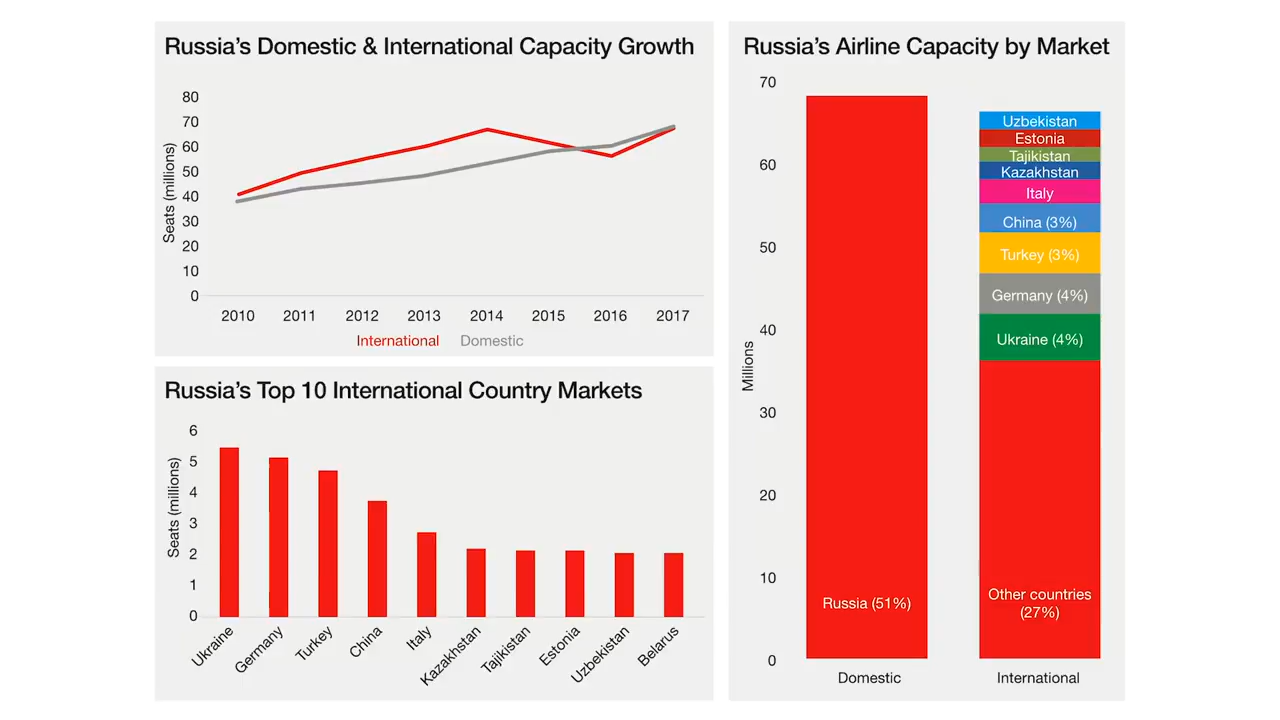 Russia's Domestic & International Capacity Growth
80
70
60
50
40
30
20
10
0
Seats (millions)
2010 2011 2012 2013 2014 2015 2016 2017
International Domestic
Russia's Top 10 International Country Markets
6
5
4
3
2
1
0
Seats (millions)
Ukraine Germany Turkey China Italy Kazakhstan Tajikistan Estonia Uzbekistan Belarus
Russia's Airline Capacity by Market
70
60
50
40
30
20
10
0
Millions
Russia (51%)
Uzbekistan
Estonia
Tajikistan
Kazakhstan
Italy
China (3%)
Turkey (3%)
Germany (4%)
Ukraine (4%)
Other countries
(27%)
Domestic International